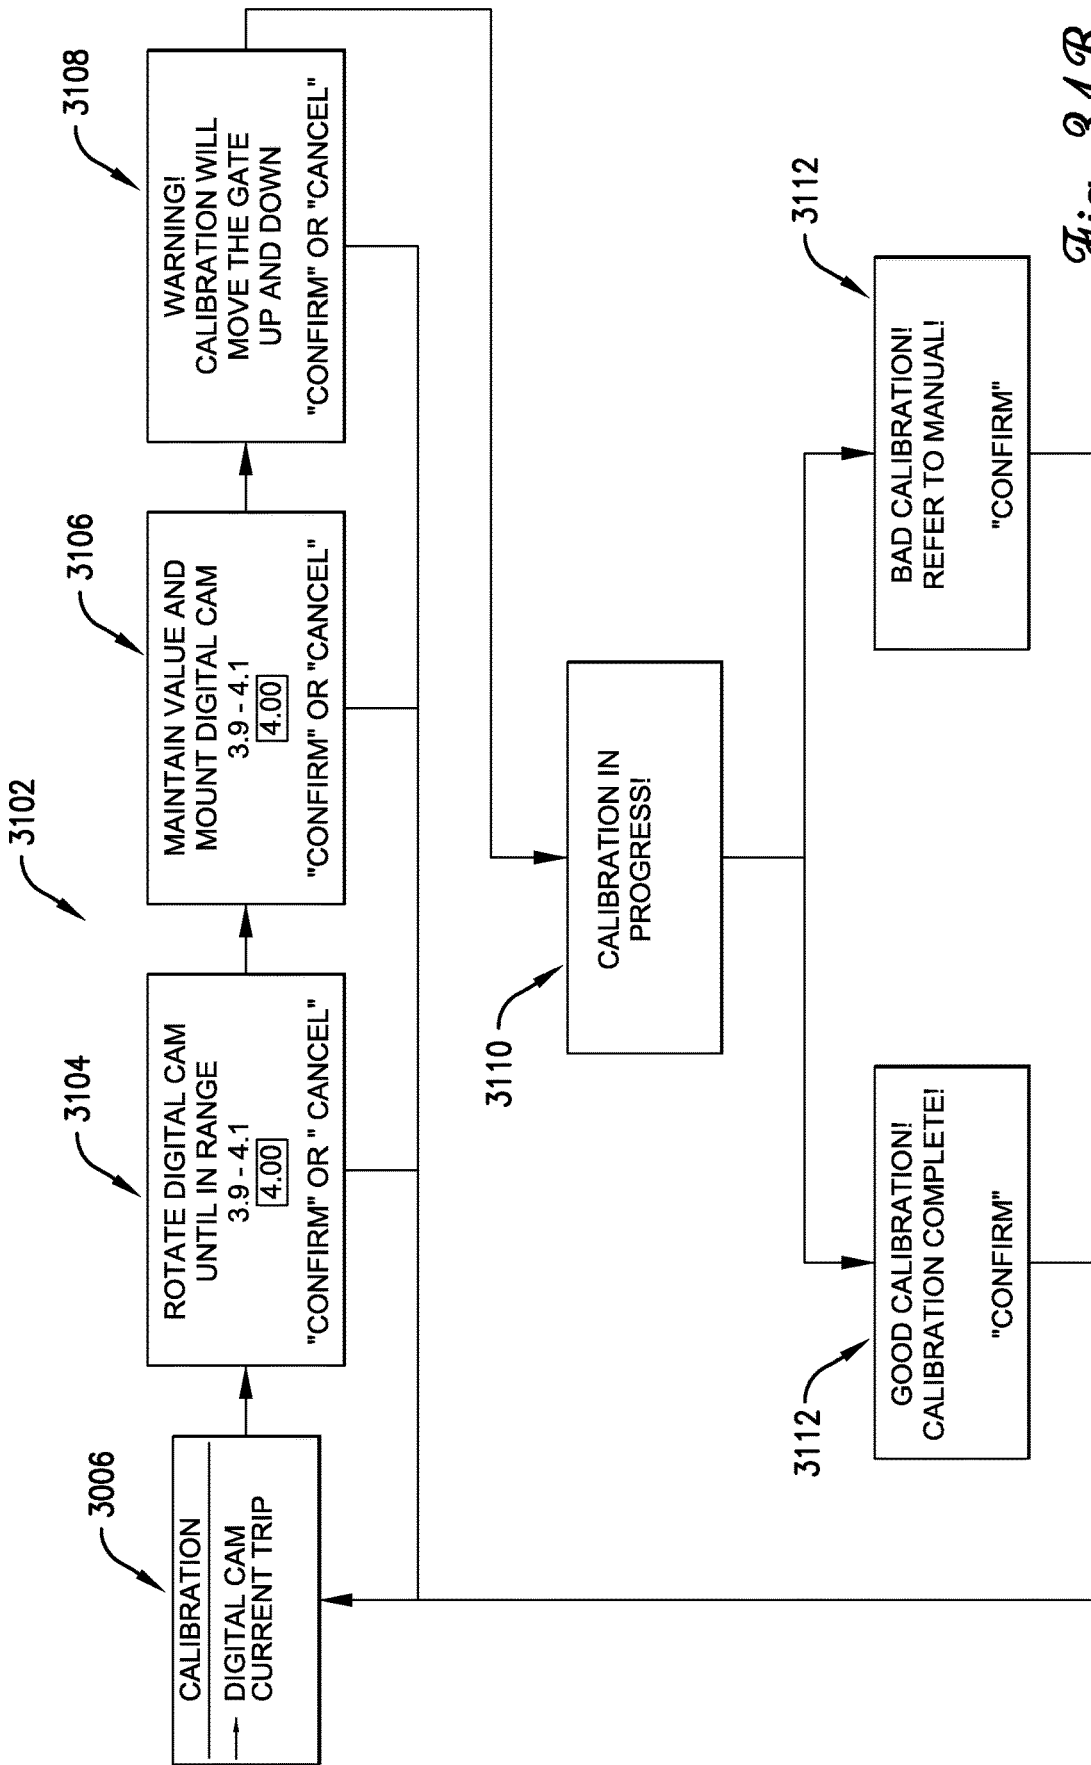 3102
3006
CALIBRATION
DIGITAL CAM
CURRENT TRIP
3104
ROTATE DIGITAL CAM
UNTIL IN RANGE
3.9 - 4.1
4.00
"CONFIRM" OR " CANCEL"
3106
MAINTAIN VALUE AND
MOUNT DIGITAL CAM
3.9 - 4.1
4.00
"CONFIRM" OR "CANCEL"
3108
WARNING!
CALIBRATION WILL
MOVE THE GATE
UP AND DOWN
"CONFIRM" OR "CANCEL"
3110
CALIBRATION IN
PROGRESS!
3112
GOOD CALIBRATION!
CALIBRATION COMPLETE!
"CONFIRM"
3112
BAD CALIBRATION!
REFER TO MANUAL!
"CONFIRM"
Fig.